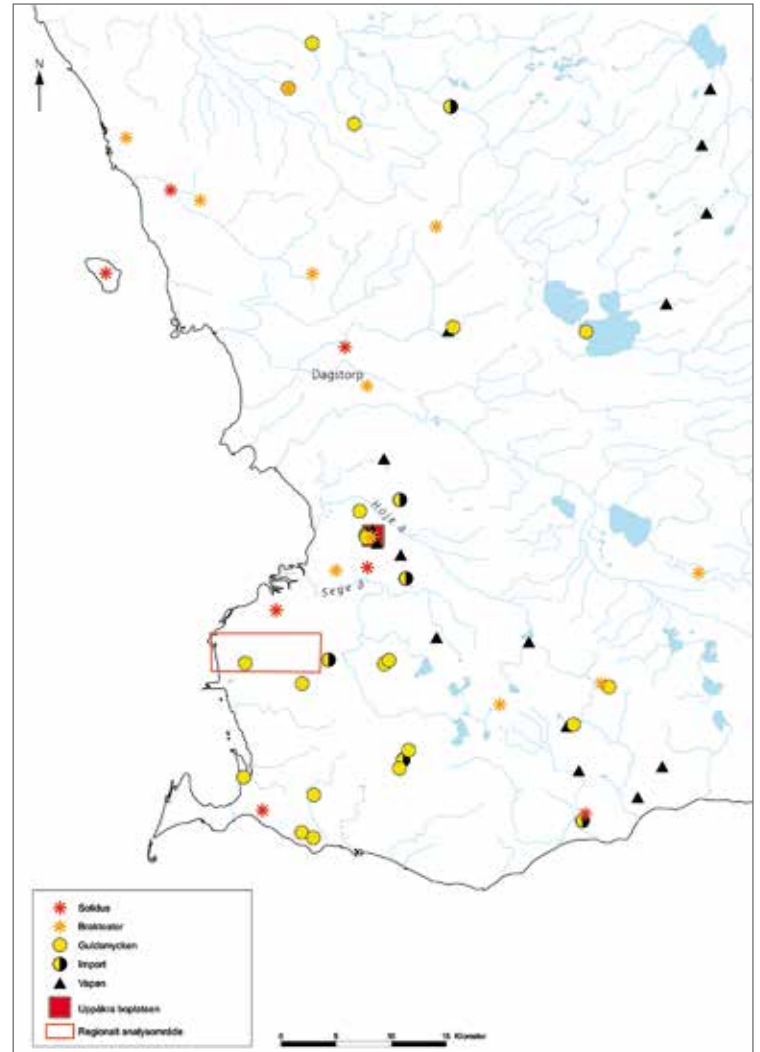 N
Dagstorp
Höje å
Sege å
Solidus
Brakteater
Guldsmycken
Import
Vapen
Uppåkra boplatsen
Regionalt analysområde
0 5 10 15 Kilometer